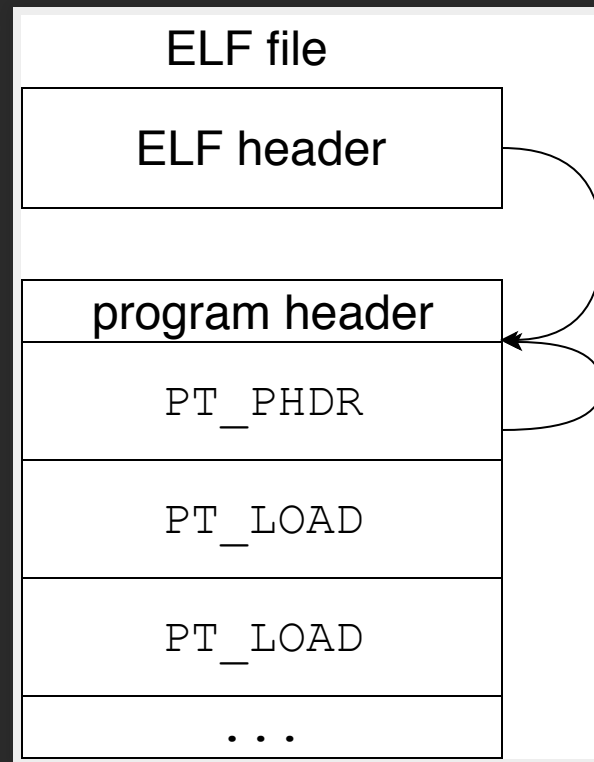 ELF file
ELF header
program header
PT_PHDR
PT_LOAD
PT_LOAD
...